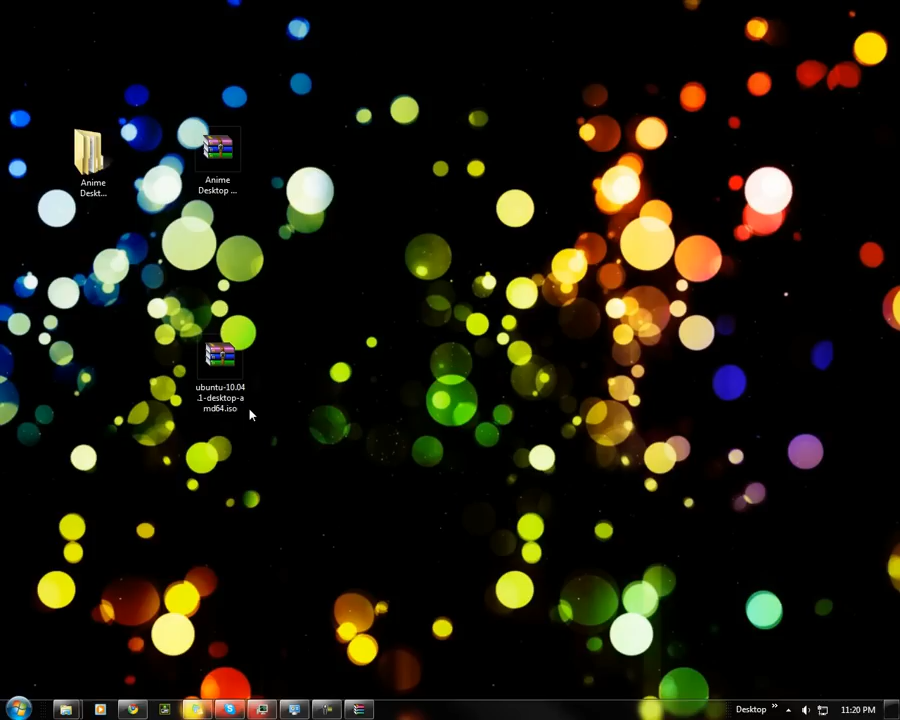 Anime
Deskt...
Anime
Desktop ...
ubuntu-10.04
.1-desktop-a
md64.iso
Desktop
11:20 PM